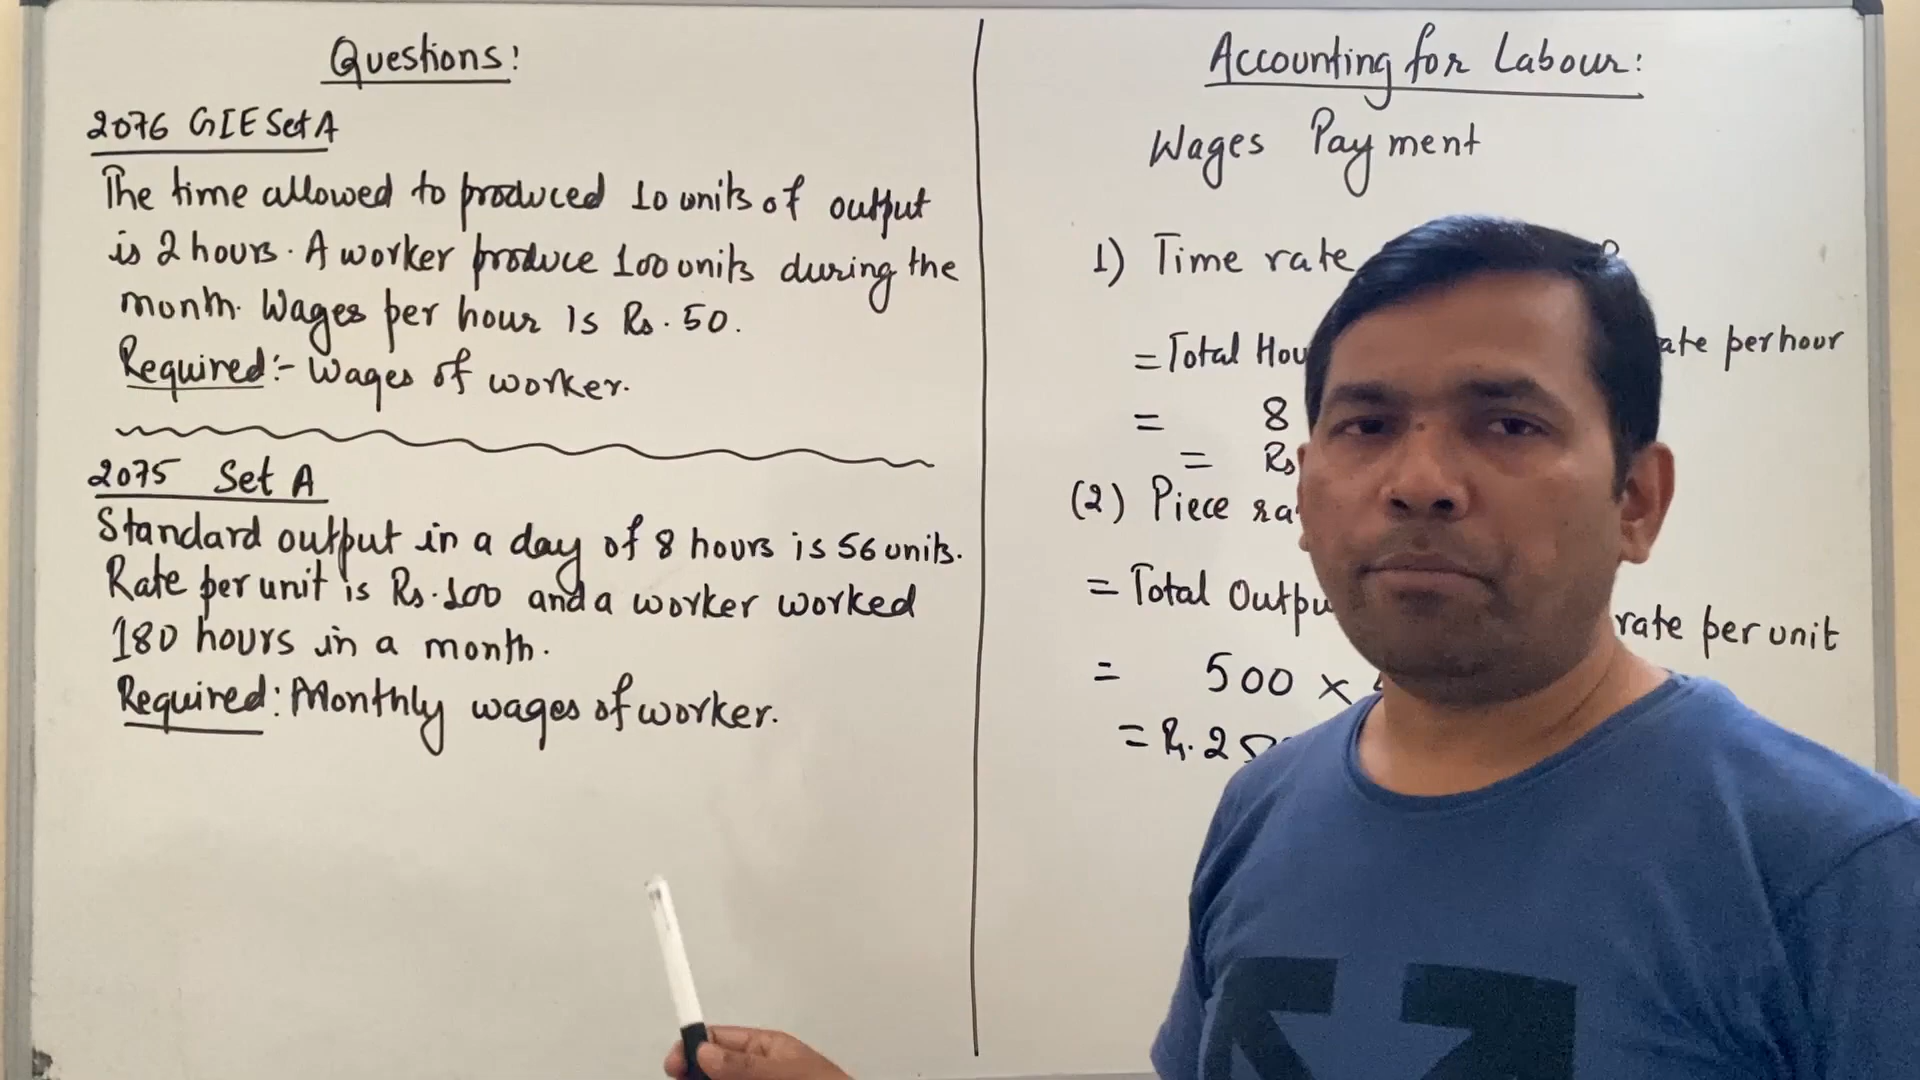 Questions:
2076 GIE Set A
The time allowed to produced 10 units of output
is 2 hours. A worker produce 100 units during the
month. Wages per hour is Rs. 50.
Required:- Wages of worker.
2075 Set A
Standard output in a day of 8 hours is 56 units.
Rate per unit is Rs. 100 and a worker worked
180 hours in a month.
Required: Monthly wages of worker.
Accounting for Labour:
Wages Payment
1) Time rate
= Total Hou ate per hour
= 8
= Rs
(2) Piece ra
= Total Outpu rate per unit
= 500 ×
= R. 25